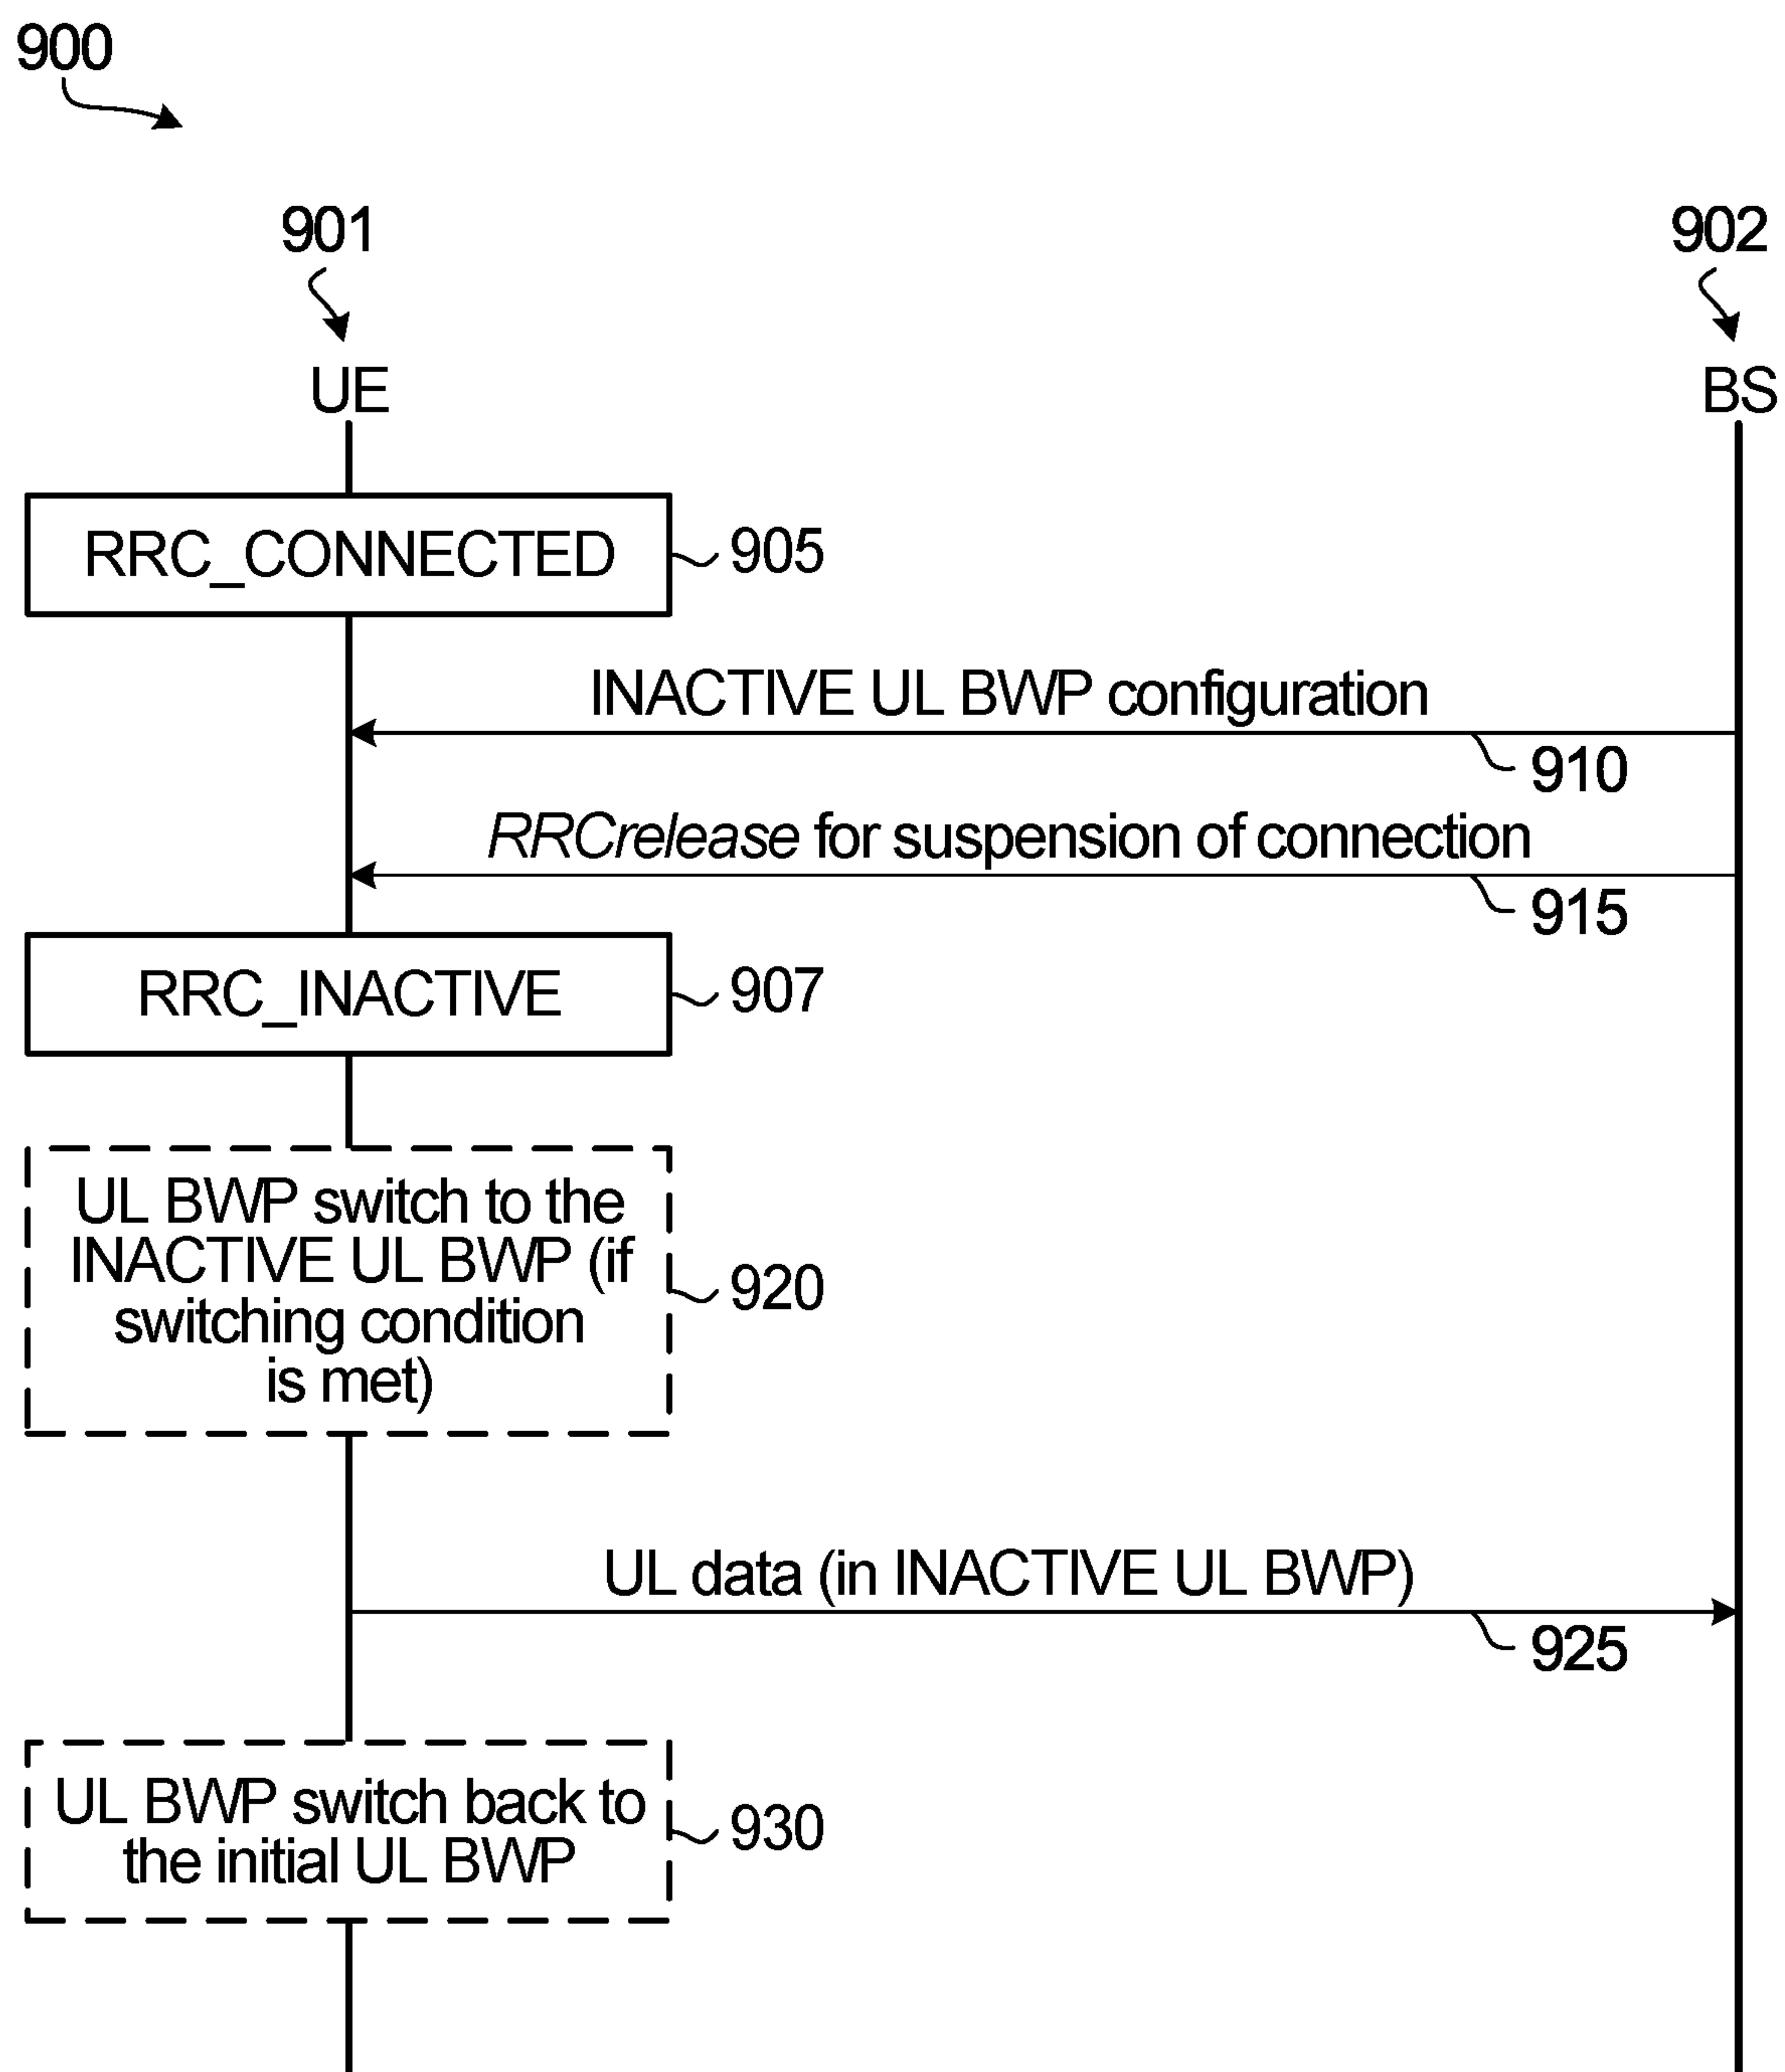 900
901
902
UE
BS
RRC_CONNECTED
905
INACTIVE UL BWP configuration
910
RRCrelease for suspension of connection
915
RRC_INACTIVE
907
UL BWP switch to the
INACTIVE UL BWP (if
switching condition
is met)
920
UL data (in INACTIVE UL BWP)
925
UL BWP switch back to
the initial UL BWP
930